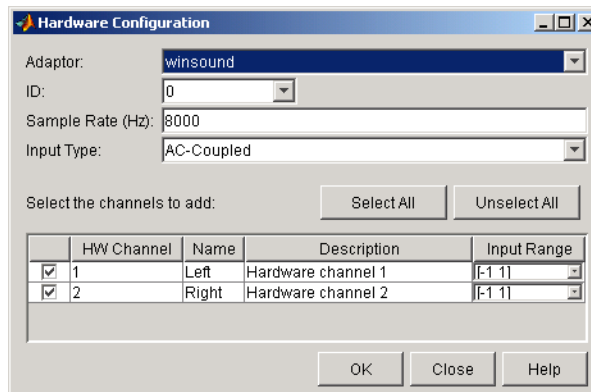 Hardware Configuration
Adaptor: winsound
ID: 0
Sample Rate (Hz): 8000
Input Type: AC-Coupled
Select the channels to add: Select All Unselect All
HW Channel Name Description Input Range
1 Left Hardware channel 1 [-1 1]
2 Right Hardware channel 2 [-1 1]
OK Close Help